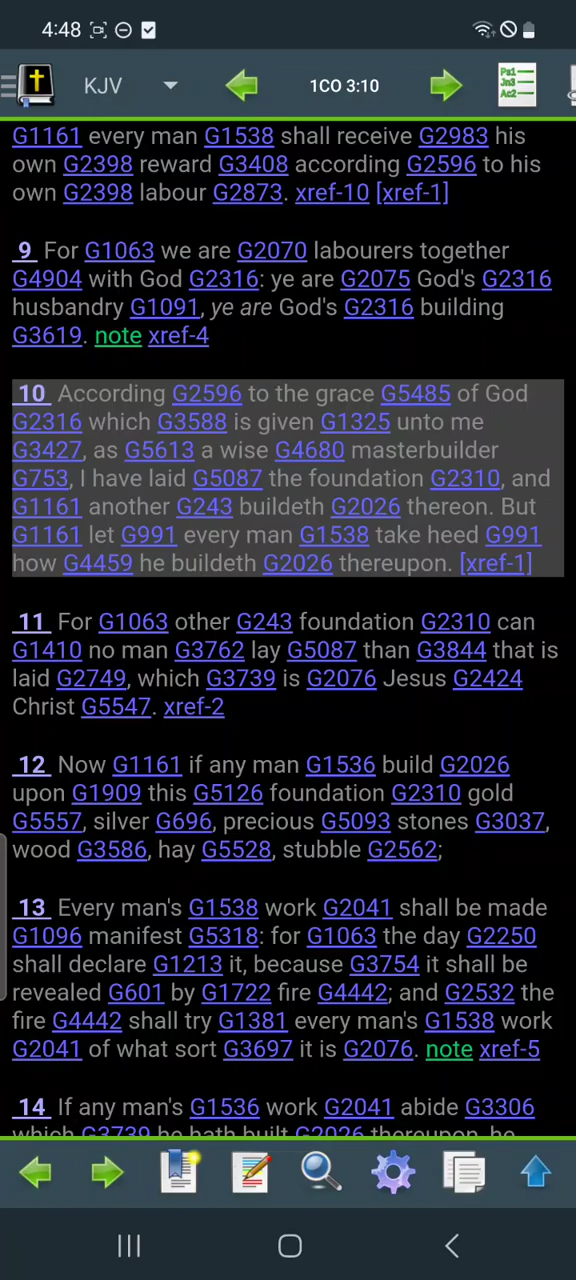 4:48
KJV 1CO 3:10 Ps1
Jn3
Ac2
G1161 every man G1538 shall receive G2983 his
own G2398 reward G3408 according G2596 to his
own G2398 labour G2873. xref-10 [xref-1]
9 For G1063 we are G2070 labourers together
G4904 with God G2316: ye are G2075 God's G2316
husbandry G1091, ye are God's G2316 building
G3619. note xref-4
10 According G2596 to the grace G5485 of God
G2316 which G3588 is given G1325 unto me
G3427, as G5613 a wise G4680 masterbuilder
G753, I have laid G5087 the foundation G2310, and
G1161 another G243 buildeth G2026 thereon. But
G1161 let G991 every man G1538 take heed G991
how G4459 he buildeth G2026 thereupon. [xref-1]
11 For G1063 other G243 foundation G2310 can
G1410 no man G3762 lay G5087 than G3844 that is
laid G2749, which G3739 is G2076 Jesus G2424
Christ G5547. xref-2
12 Now G1161 if any man G1536 build G2026
upon G1909 this G5126 foundation G2310 gold
G5557, silver G696, precious G5093 stones G3037,
wood G3586, hay G5528, stubble G2562;
13 Every man's G1538 work G2041 shall be made
G1096 manifest G5318: for G1063 the day G2250
shall declare G1213 it, because G3754 it shall be
revealed G601 by G1722 fire G4442; and G2532 the
fire G4442 shall try G1381 every man's G1538 work
G2041 of what sort G3697 it is G2076. note xref-5
14 If any man's G1536 work G2041 abide G3306
which G3739 he hath built G2026 thereupon, he